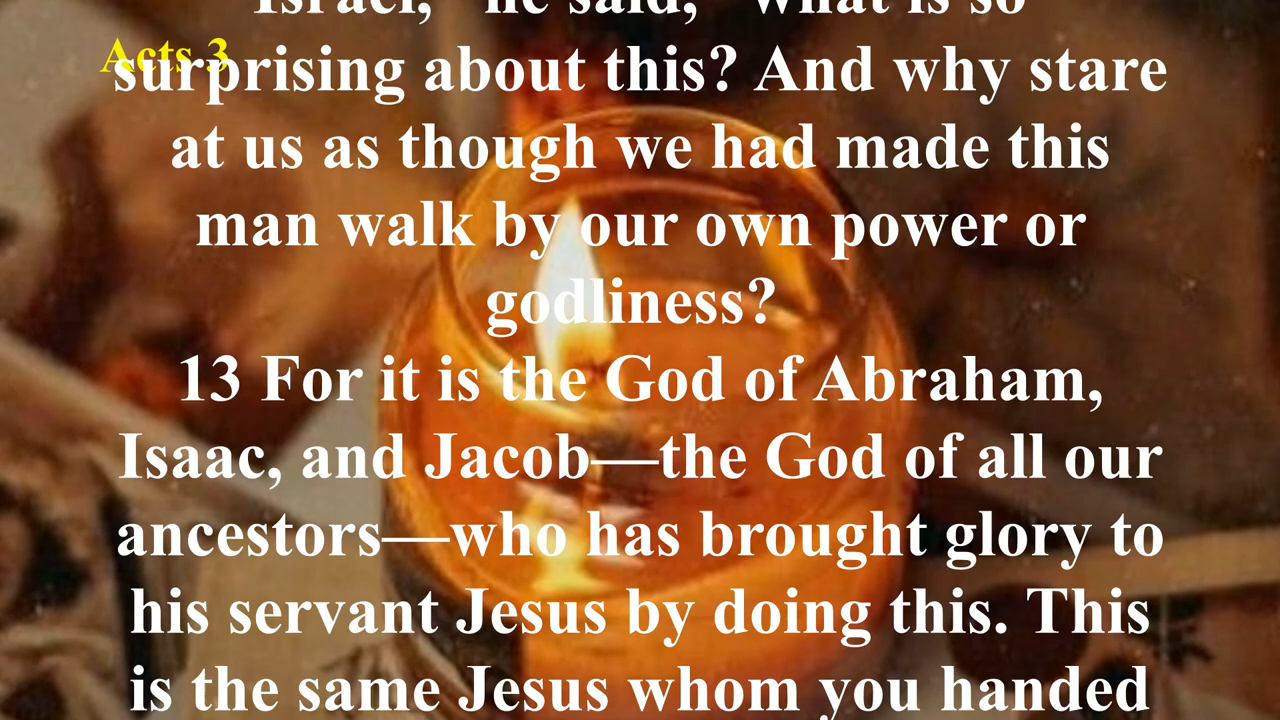 Israel," he said, "what is so
Acts 3
surprising about this? And why stare
at us as though we had made this
man walk by our own power or
godliness?
13 For it is the God of Abraham,
Isaac, and Jacob—the God of all our
ancestors—who has brought glory to
his servant Jesus by doing this. This
is the same Jesus whom you handed